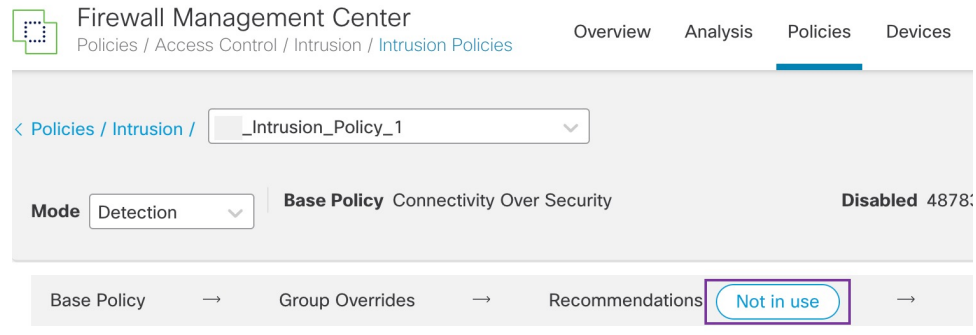 Firewall Management Center
Policies / Access Control / Intrusion / Intrusion Policies
Overview Analysis Policies Devices
< Policies / Intrusion / _Intrusion_Policy_1
Mode Detection Base Policy Connectivity Over Security Disabled 48783
Base Policy → Group Overrides → Recommendations Not in use →